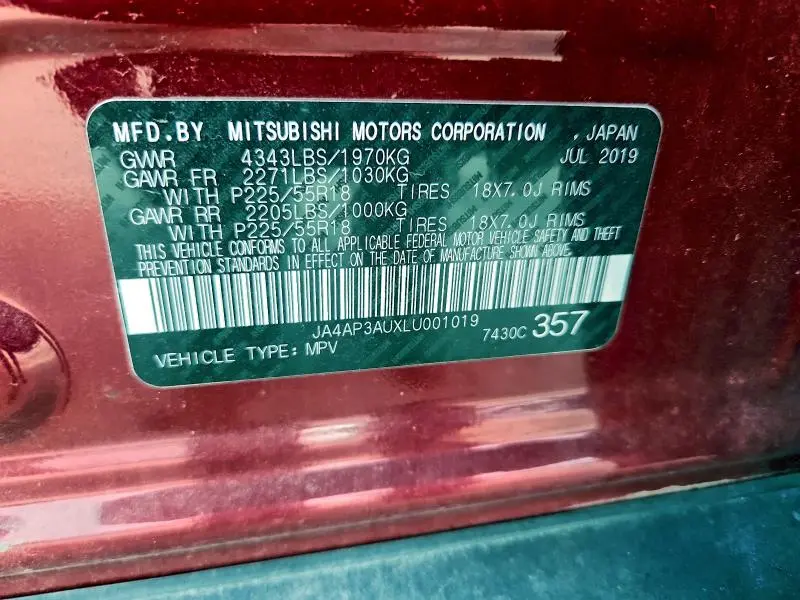 MFD.BY MITSUBISHI MOTORS CORPORATION , JAPAN
GVWR 4343LBS/1970KG JUL 2019
GAWR FR 2271LBS/1030KG
WITH P225/55R18 TIRES 18X7.0J RIMS
GAWR RR 2205LBS/1000KG
WITH P225/55R18 TIRES 18X7.0J RIMS
THIS VEHICLE CONFORMS TO ALL APPLICABLE FEDERAL MOTOR VEHICLE SAFETY AND THEFT
PREVENTION STANDARDS IN EFFECT ON THE DATE OF MANUFACTURE SHOWN ABOVE.
JA4AP3AUXLU001019 7430C 357
VEHICLE TYPE: MPV